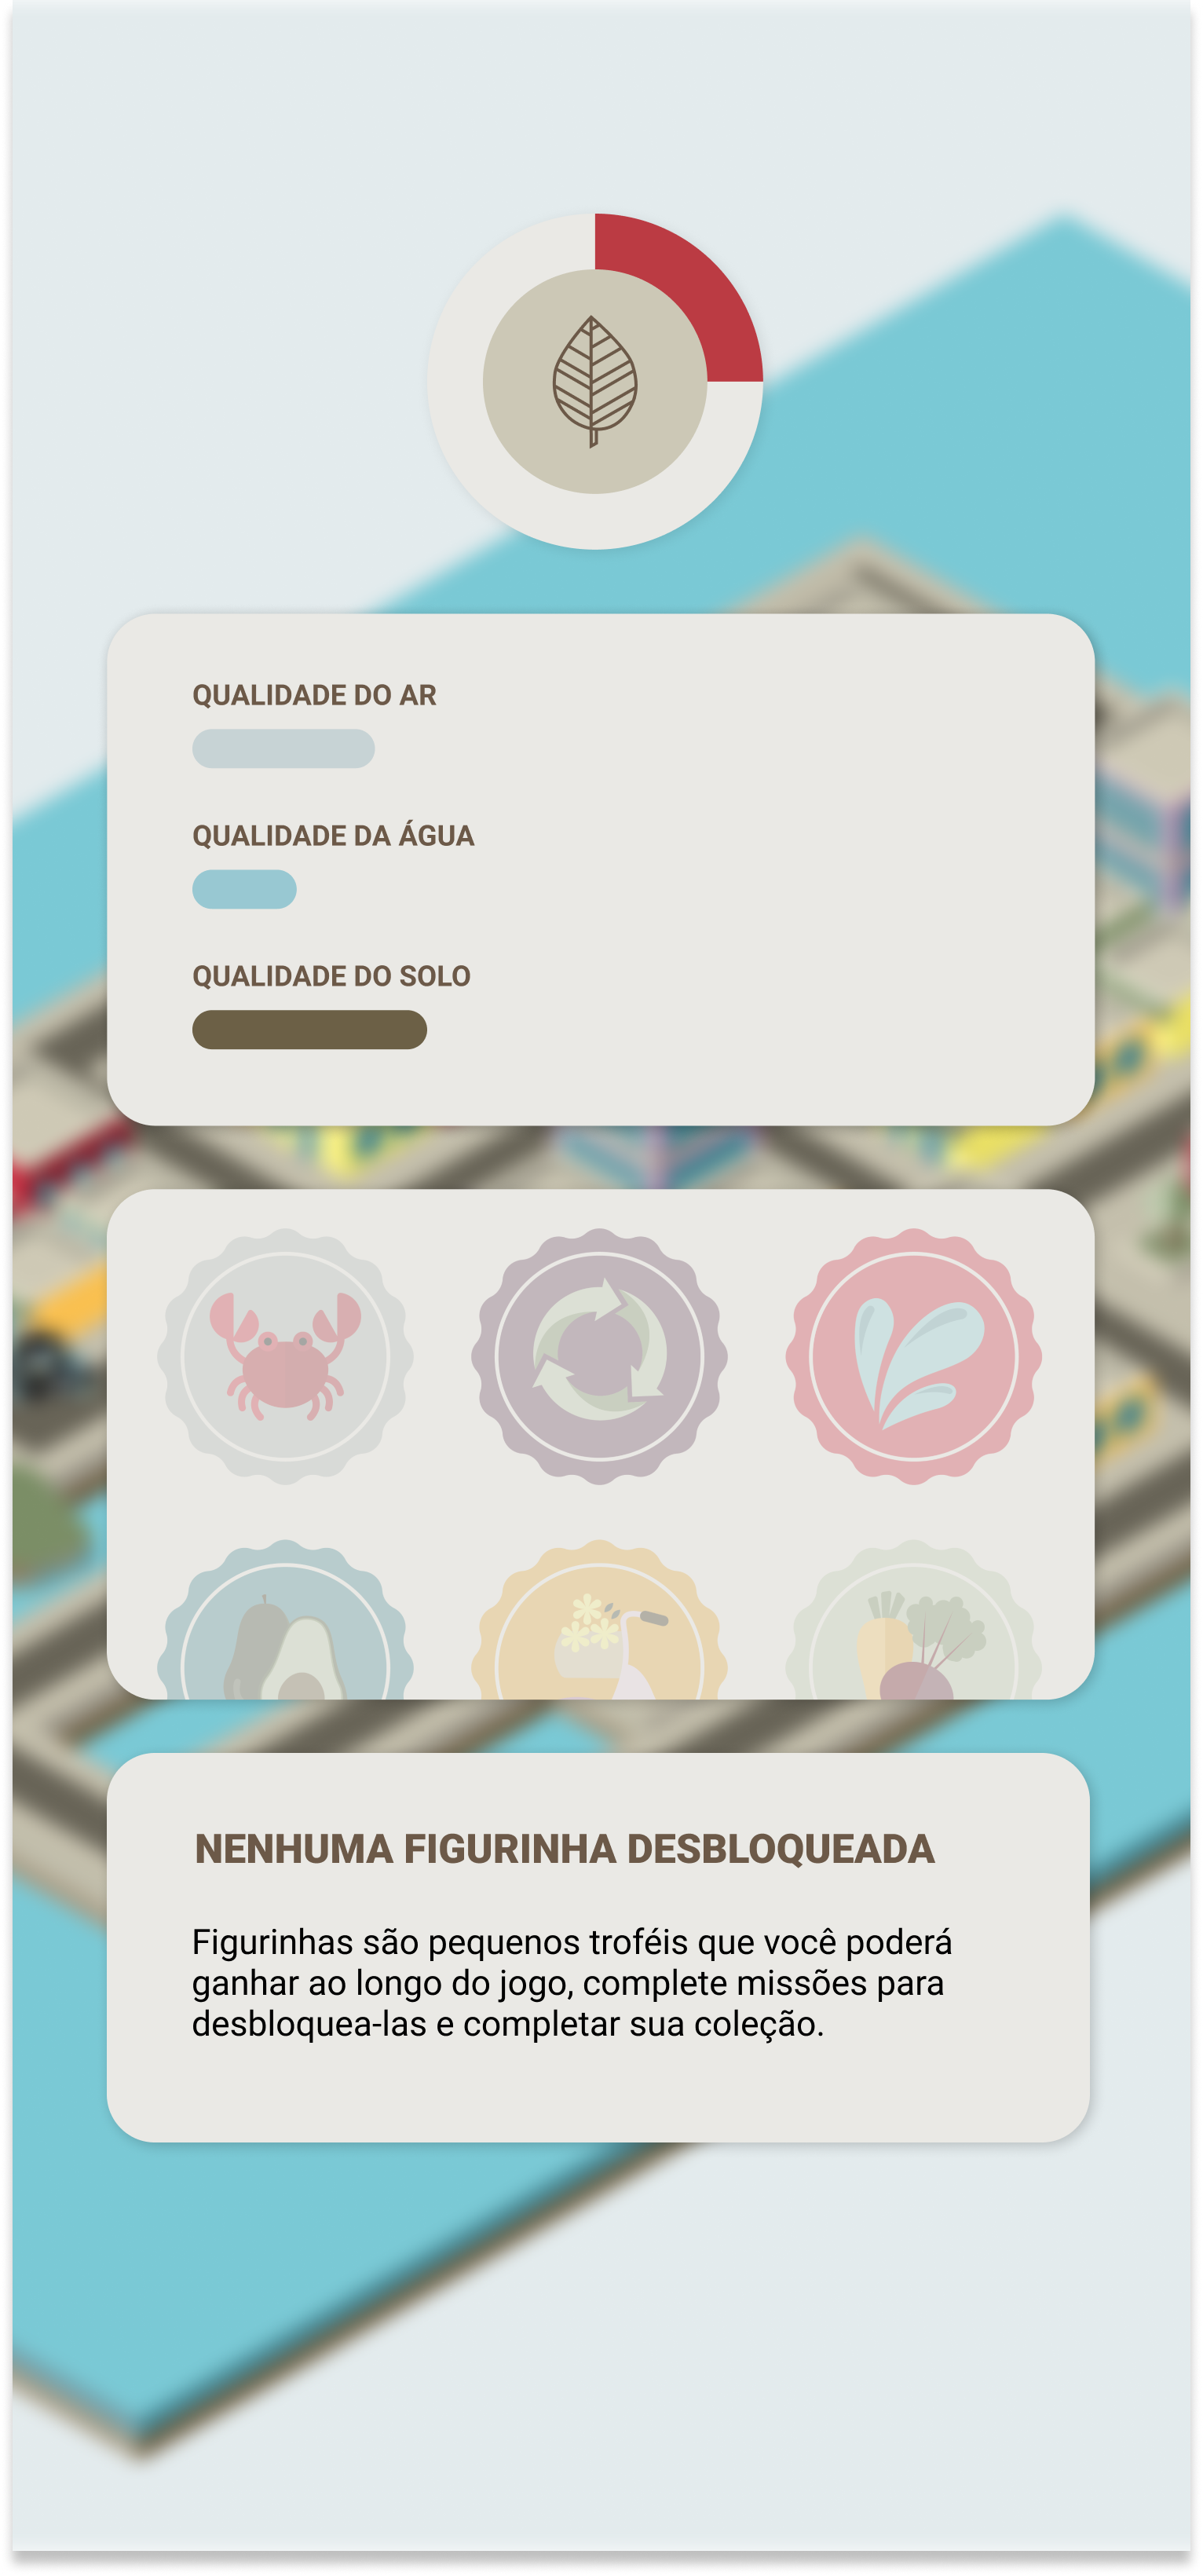 QUALIDADE DO AR
QUALIDADE DA ÁGUA
QUALIDADE DO SOLO
NENHUMA FIGURINHA DESBLOQUEADA
Figurinhas são pequenos troféis que você poderá
ganhar ao longo do jogo, complete missões para
desbloquea-las e completar sua coleção.